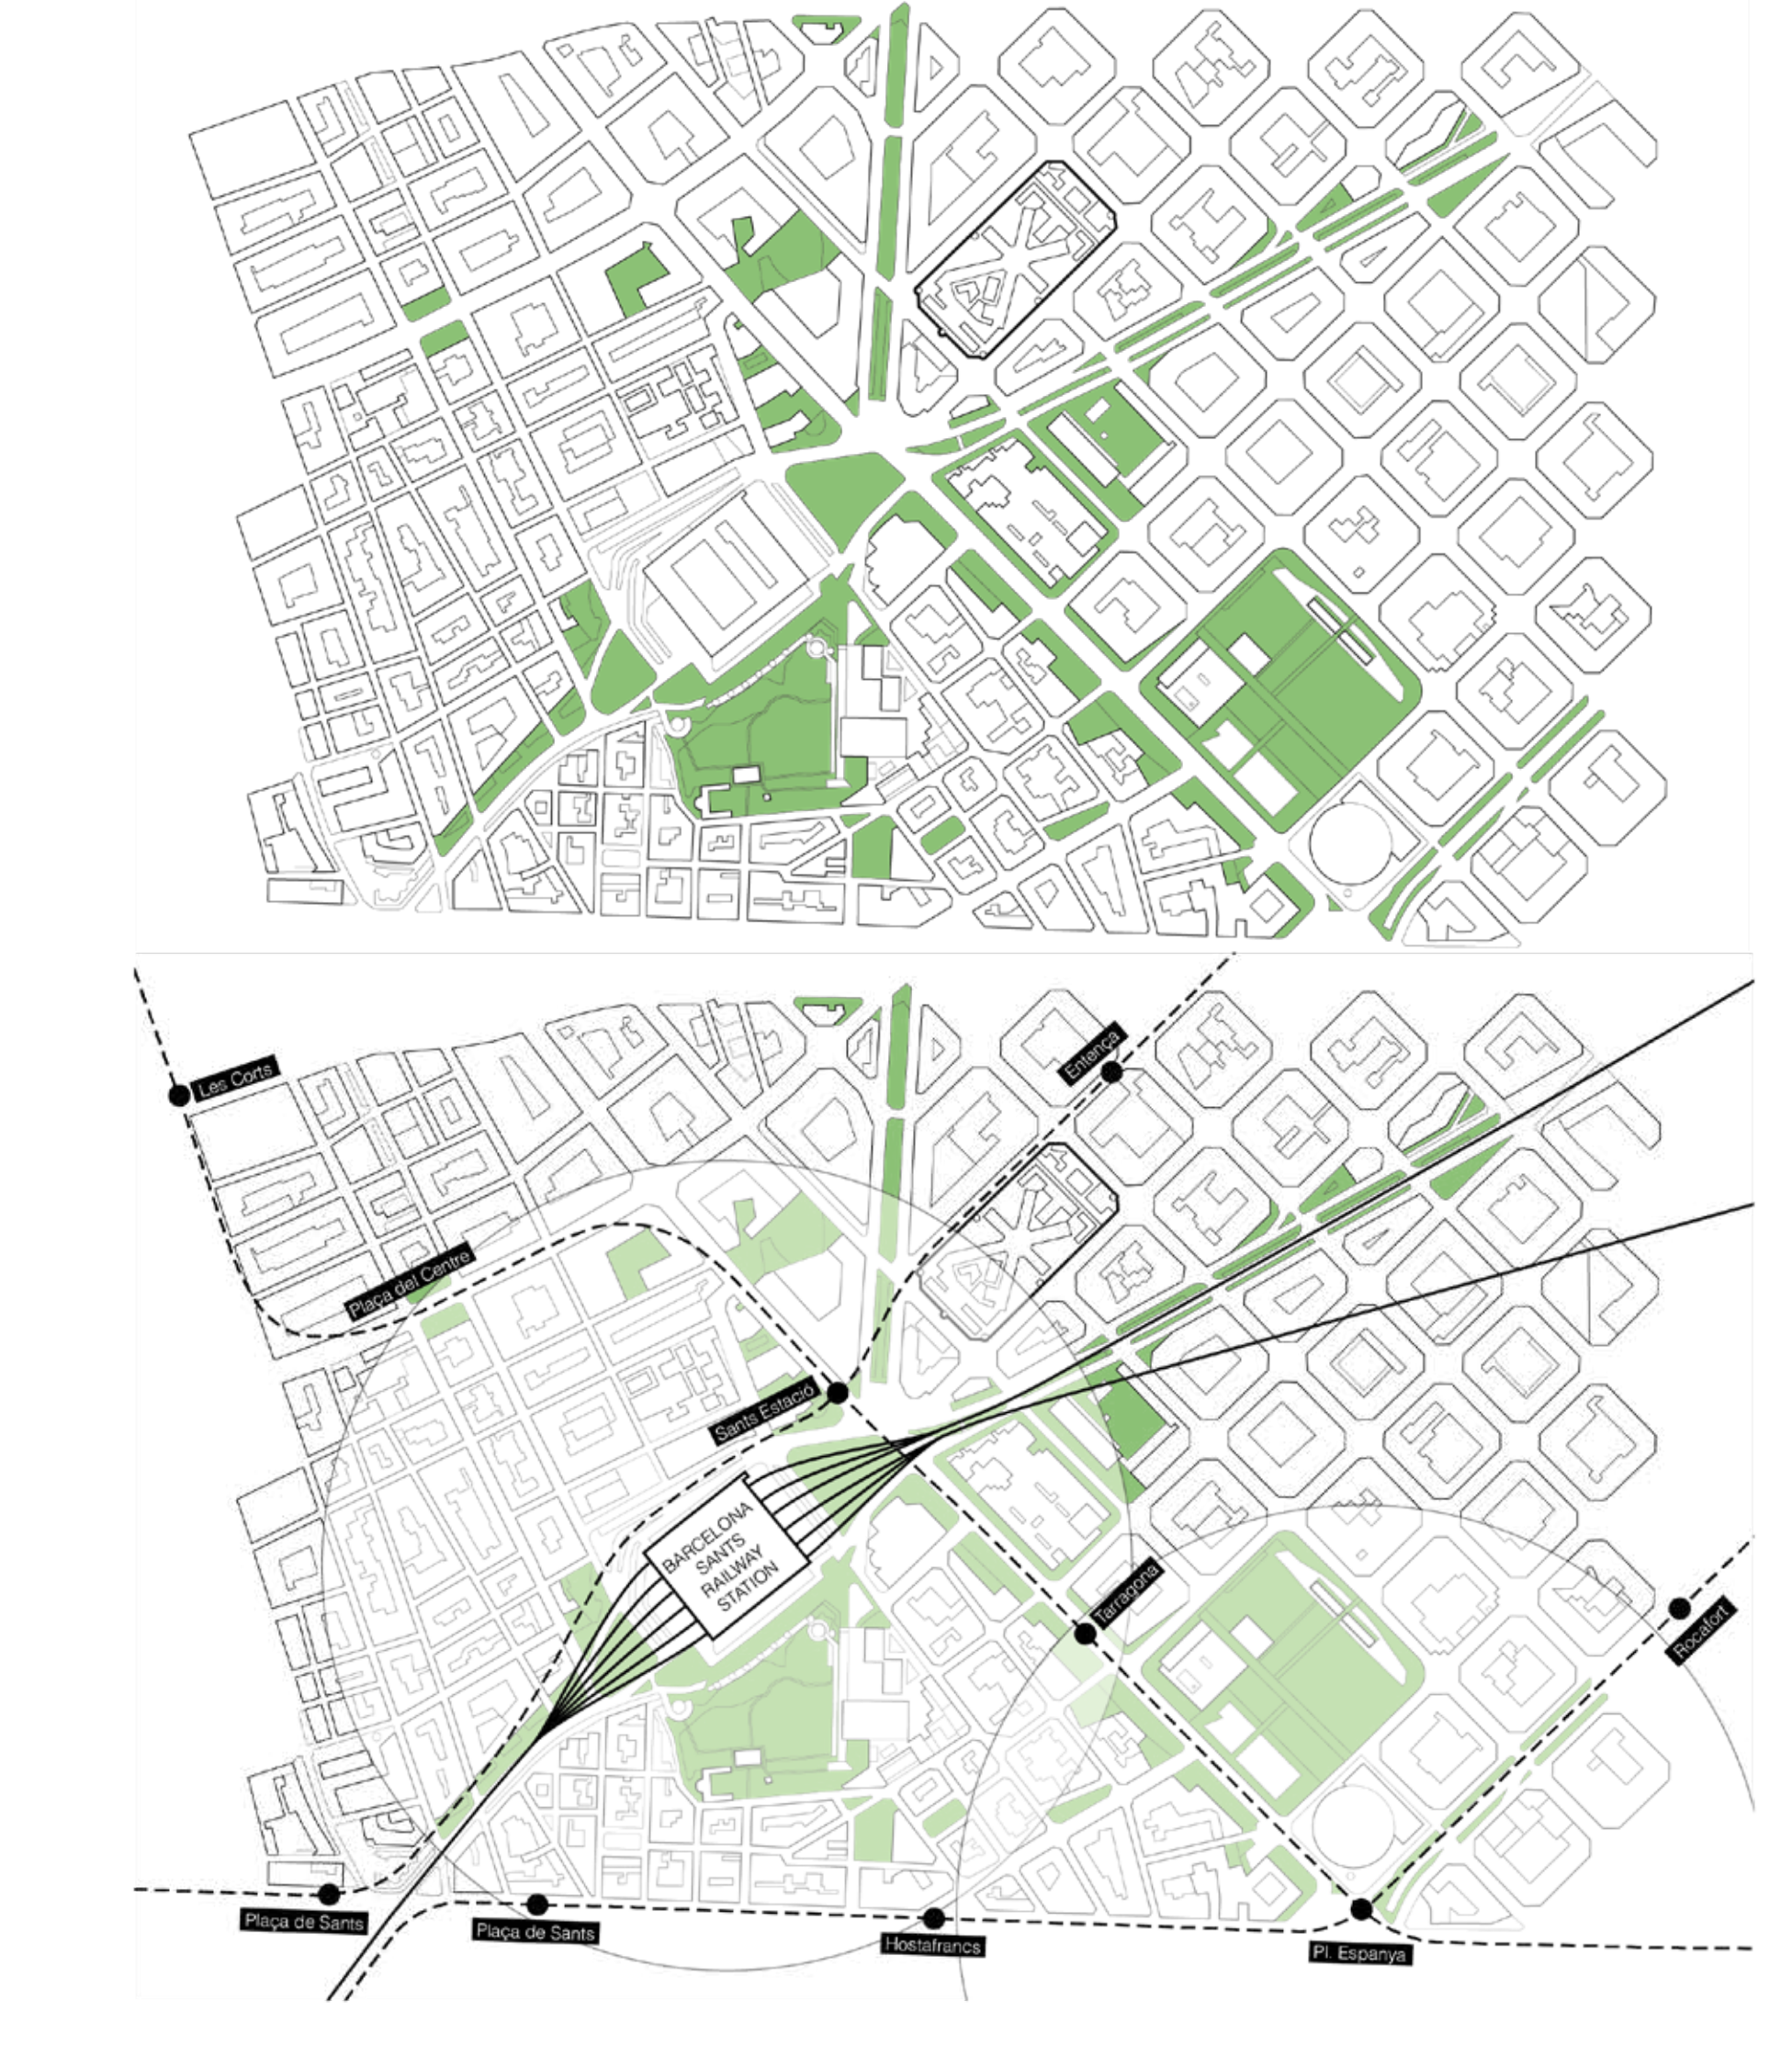 Entença
Les Corts
Plaça del Centre
Sants Estació
BARCELONA
SANTS
RAILWAY
STATION
Tarragona
Rocafort
Plaça de Sants
Plaça de Sants
Hostafrancs
Pl. Espanya